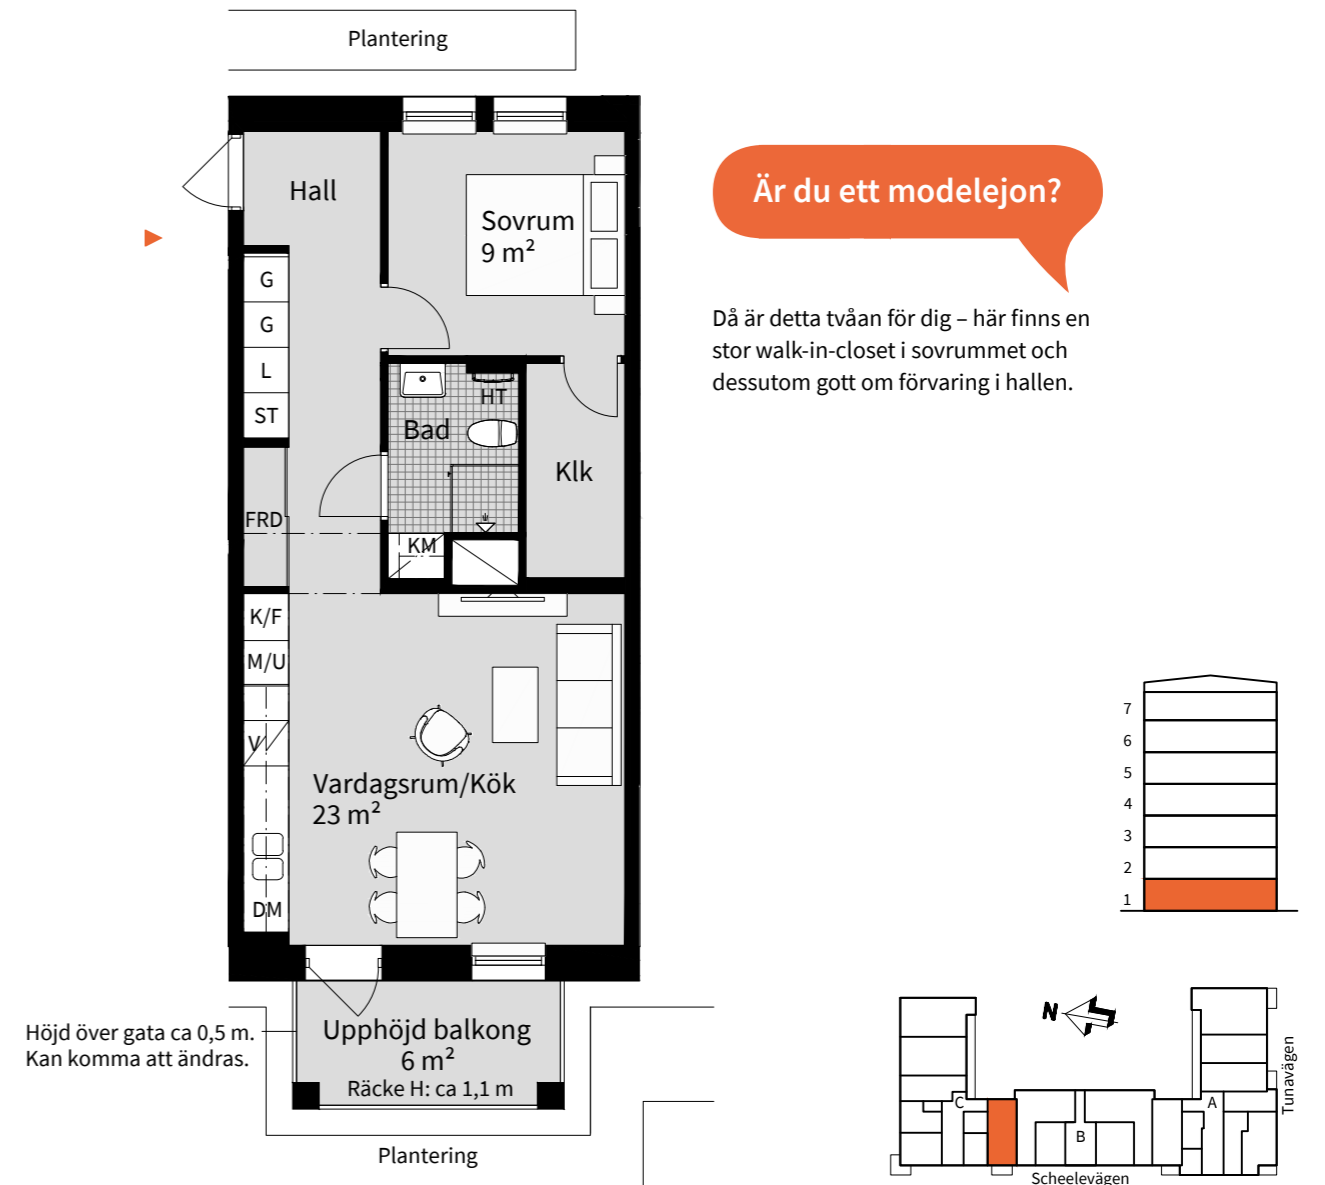 Plantering
Hall
Sovrum
9 m²
G
G
L
ST
HT
Bad
Klk
FRD
KM
K/F
M/U
V
Vardagsrum/Kök
23 m²
DM
Höjd över gata ca 0,5 m.
Kan komma att ändras.
Upphöjd balkong
6 m²
Räcke H: ca 1,1 m
Plantering
Är du ett modelejon?
Då är detta tvåan för dig – här finns en
stor walk-in-closet i sovrummet och
dessutom gott om förvaring i hallen.
7
6
5
4
3
2
1
N
C
B
A
Tunavägen
Scheelevägen